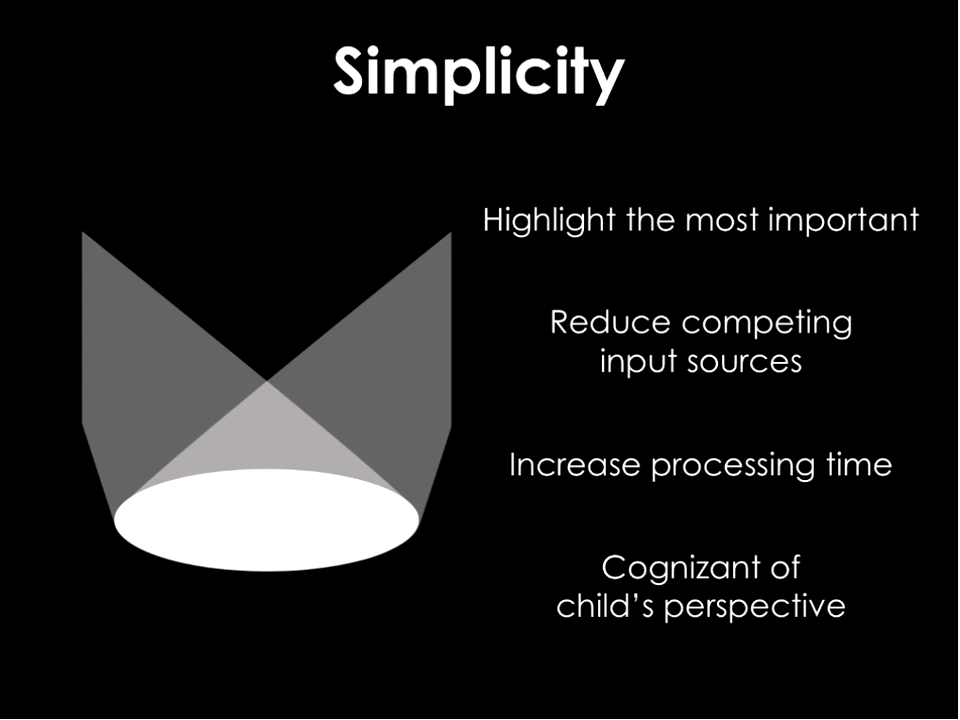 Simplicity
Highlight the most important
Reduce competing
input sources
Increase processing time
Cognizant of
child’s perspective